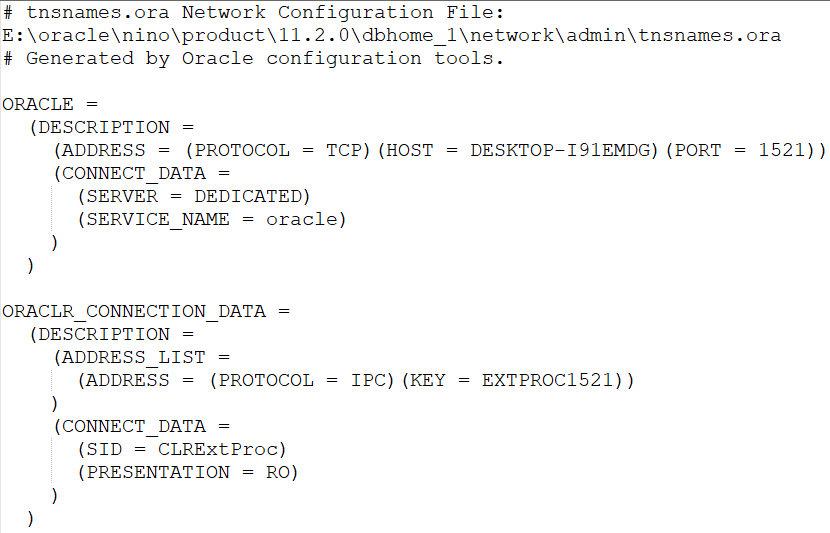 # tnsnames.ora Network Configuration File:
E:\oracle\nino\product\11.2.0\dbhome_1\network\admin\tnsnames.ora
# Generated by Oracle configuration tools.

ORACLE =
  (DESCRIPTION =
    (ADDRESS = (PROTOCOL = TCP)(HOST = DESKTOP-I91EMDG)(PORT = 1521))
    (CONNECT_DATA =
      (SERVER = DEDICATED)
      (SERVICE_NAME = oracle)
    )
  )

ORACLR_CONNECTION_DATA =
  (DESCRIPTION =
    (ADDRESS_LIST =
      (ADDRESS = (PROTOCOL = IPC)(KEY = EXTPROC1521))
    )
    (CONNECT_DATA =
      (SID = CLRExtProc)
      (PRESENTATION = RO)
    )
  )